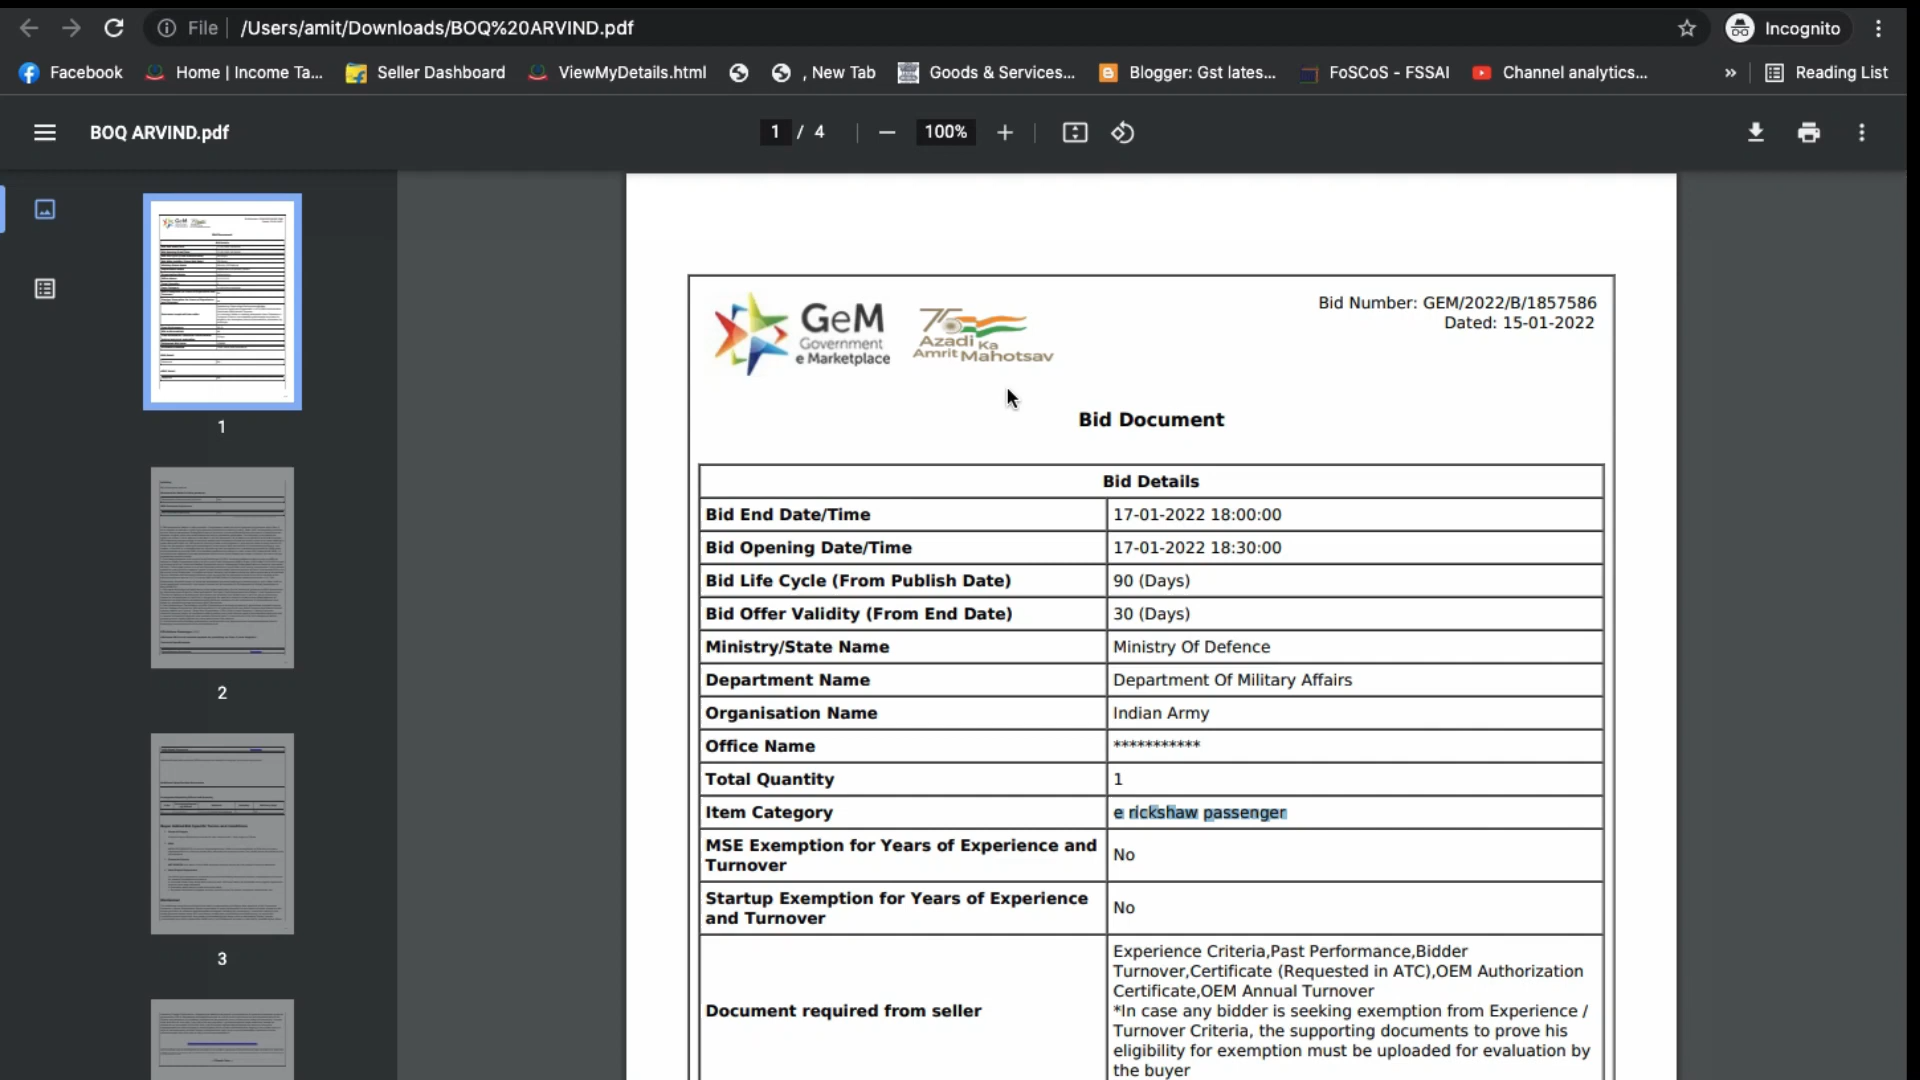 File /Users/amit/Downloads/BOQ%20ARVIND.pdf Incognito
Facebook Home | Income Ta... Seller Dashboard ViewMyDetails.html , New Tab Goods & Services... Blogger: Gst lates... FoSCoS - FSSAI Channel analytics... » Reading List
BOQ ARVIND.pdf 1 / 4 100%
1
2
3
GeM
Government
e Marketplace
75
Azadi Ka
Amrit Mahotsav
Bid Number: GEM/2022/B/1857586
Dated: 15-01-2022
Bid Document
Bid Details
Bid End Date/Time 17-01-2022 18:00:00
Bid Opening Date/Time 17-01-2022 18:30:00
Bid Life Cycle (From Publish Date) 90 (Days)
Bid Offer Validity (From End Date) 30 (Days)
Ministry/State Name Ministry Of Defence
Department Name Department Of Military Affairs
Organisation Name Indian Army
Office Name ***********
Total Quantity 1
Item Category e rickshaw passenger
MSE Exemption for Years of Experience and
Turnover
No
Startup Exemption for Years of Experience
and Turnover
No
Document required from seller
Experience Criteria,Past Performance,Bidder
Turnover,Certificate (Requested in ATC),OEM Authorization
Certificate,OEM Annual Turnover
*In case any bidder is seeking exemption from Experience /
Turnover Criteria, the supporting documents to prove his
eligibility for exemption must be uploaded for evaluation by
the buyer